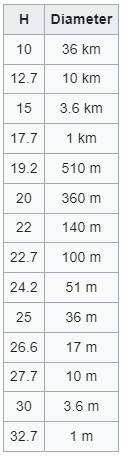 H Diameter
10 36 km
12.7 10 km
15 3.6 km
17.7 1 km
19.2 510 m
20 360 m
22 140 m
22.7 100 m
24.2 51 m
25 36 m
26.6 17 m
27.7 10 m
30 3.6 m
32.7 1 m